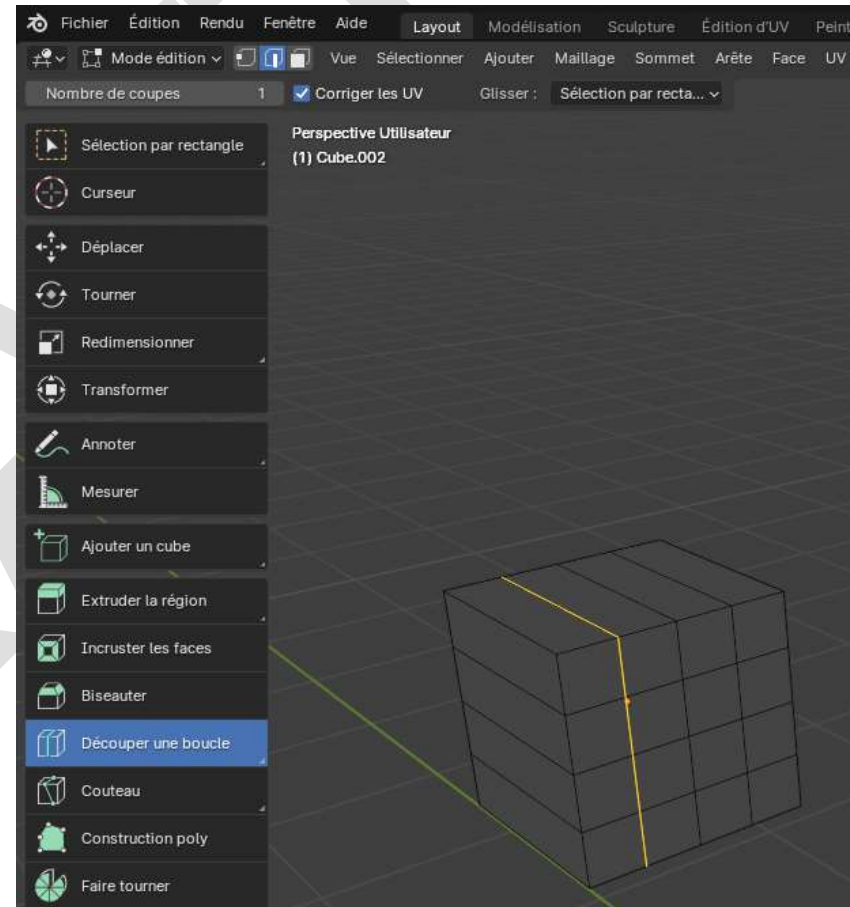 Fichier Édition Rendu Fenêtre Aide Layout Modélisation Sculpture Édition d'UV Peint
Mode édition Vue Sélectionner Ajouter Maillage Sommet Arête Face UV
Nombre de coupes 1 Corriger les UV Glisser : Sélection par recta...
Perspective Utilisateur
(1) Cube.002
Sélection par rectangle
Curseur
Déplacer
Tourner
Redimensionner
Transformer
Annoter
Mesurer
Ajouter un cube
Extruder la région
Incruster les faces
Biseauter
Découper une boucle
Couteau
Construction poly
Faire tourner